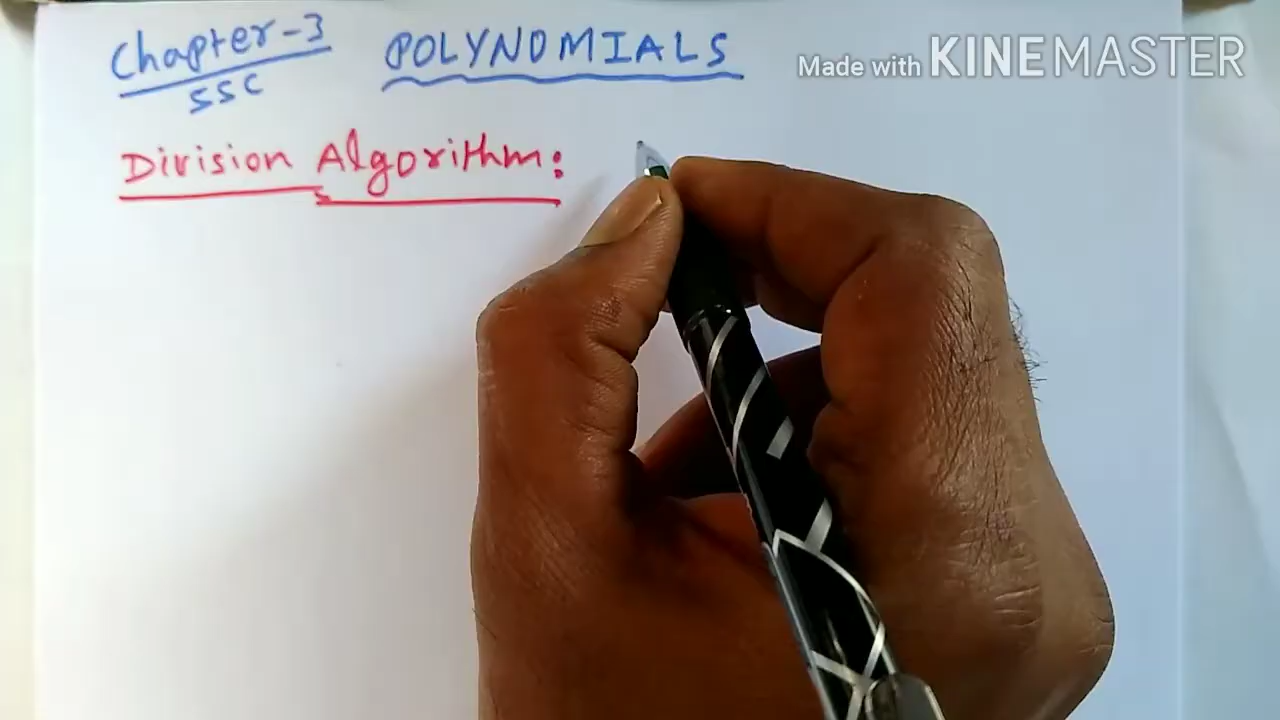 Chapter-3 POLYNOMIALS
SSC
Division Algorithm:
Made with KINEMASTER